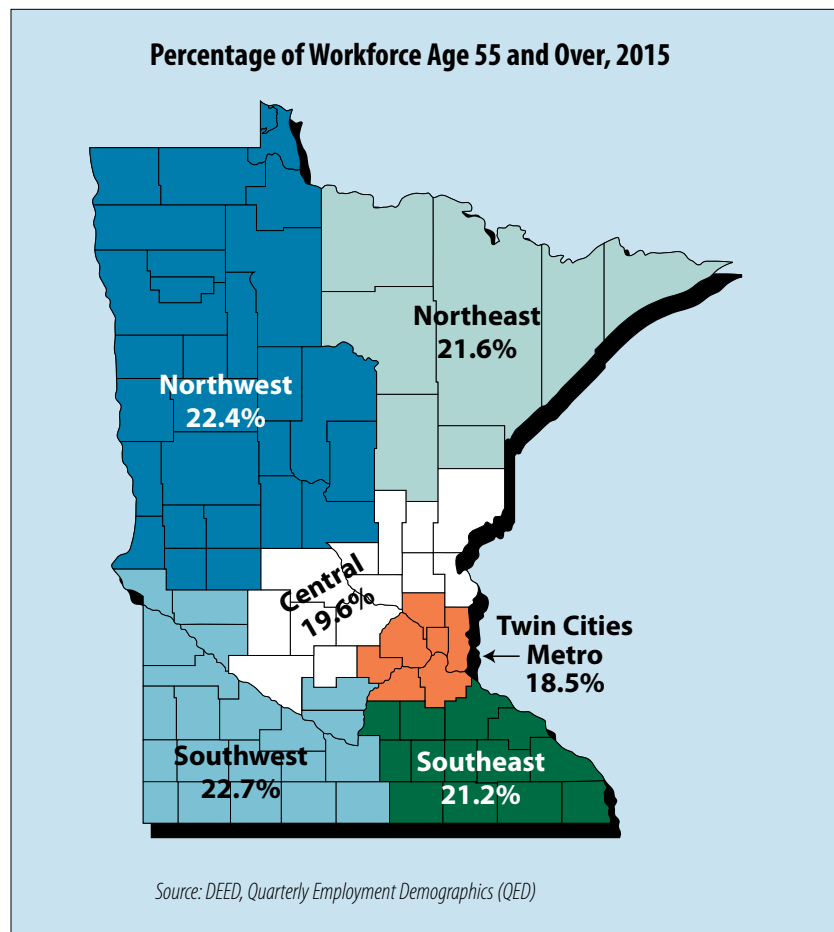 Percentage of Workforce Age 55 and Over, 2015
Northeast
21.6%
Northwest
22.4%
Central
19.6%
Twin Cities
Metro
18.5%
Southwest
22.7%
Southeast
21.2%
Source: DEED, Quarterly Employment Demographics (QED)